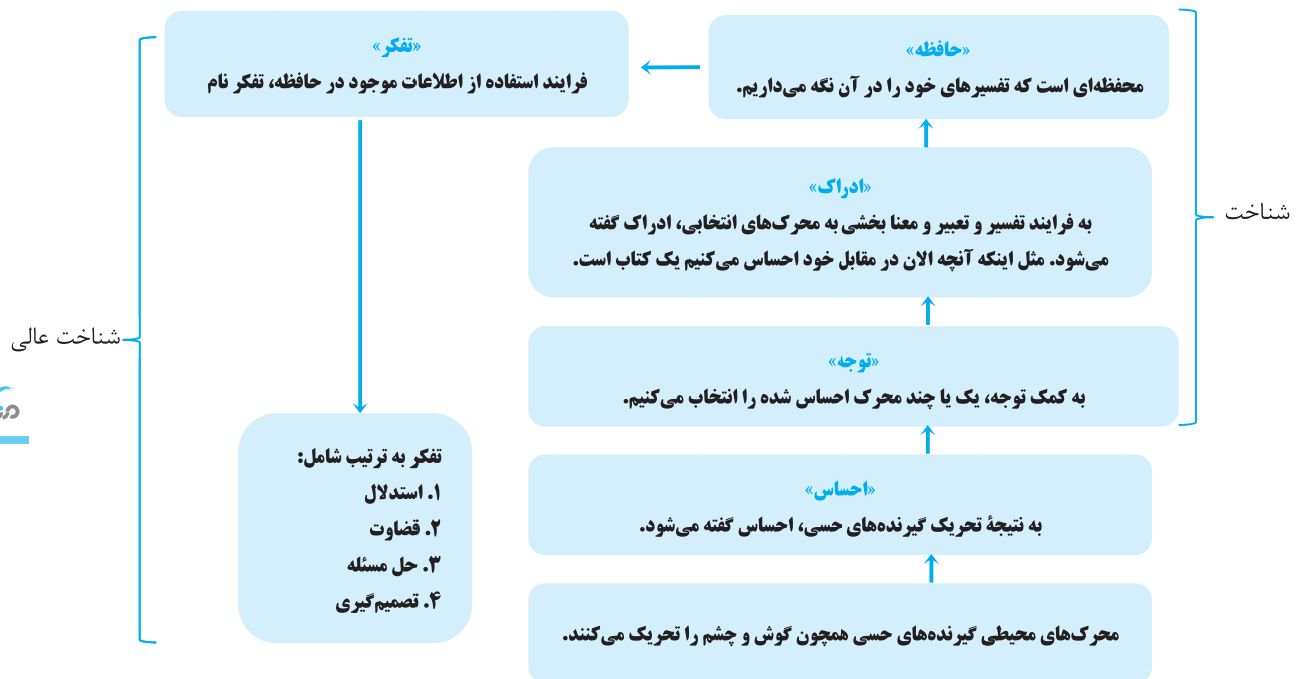 «حافظه»
محفظه‌ای است که تفسیرهای خود را در آن نگه می‌داریم.
«تفکر»
فرایند استفاده از اطلاعات موجود در حافظه، تفکر نام
«ادراک»
به فرایند تفسیر و تعبیر و معنا بخشی به محرک‌های انتخابی، ادراک گفته
می‌شود. مثل اینکه آنچه الان در مقابل خود احساس می‌کنیم یک کتاب است.
شناخت
«توجه»
به کمک توجه، یک یا چند محرک احساس شده را انتخاب می‌کنیم.
شناخت عالی
«احساس»
به نتیجهٔ تحریک گیرنده‌های حسی، احساس گفته می‌شود.
محرک‌های محیطی گیرنده‌های حسی همچون گوش و چشم را تحریک می‌کنند.
تفکر به ترتیب شامل:
۱. استدلال
۲. قضاوت
۳. حل مسئله
۴. تصمیم‌گیری